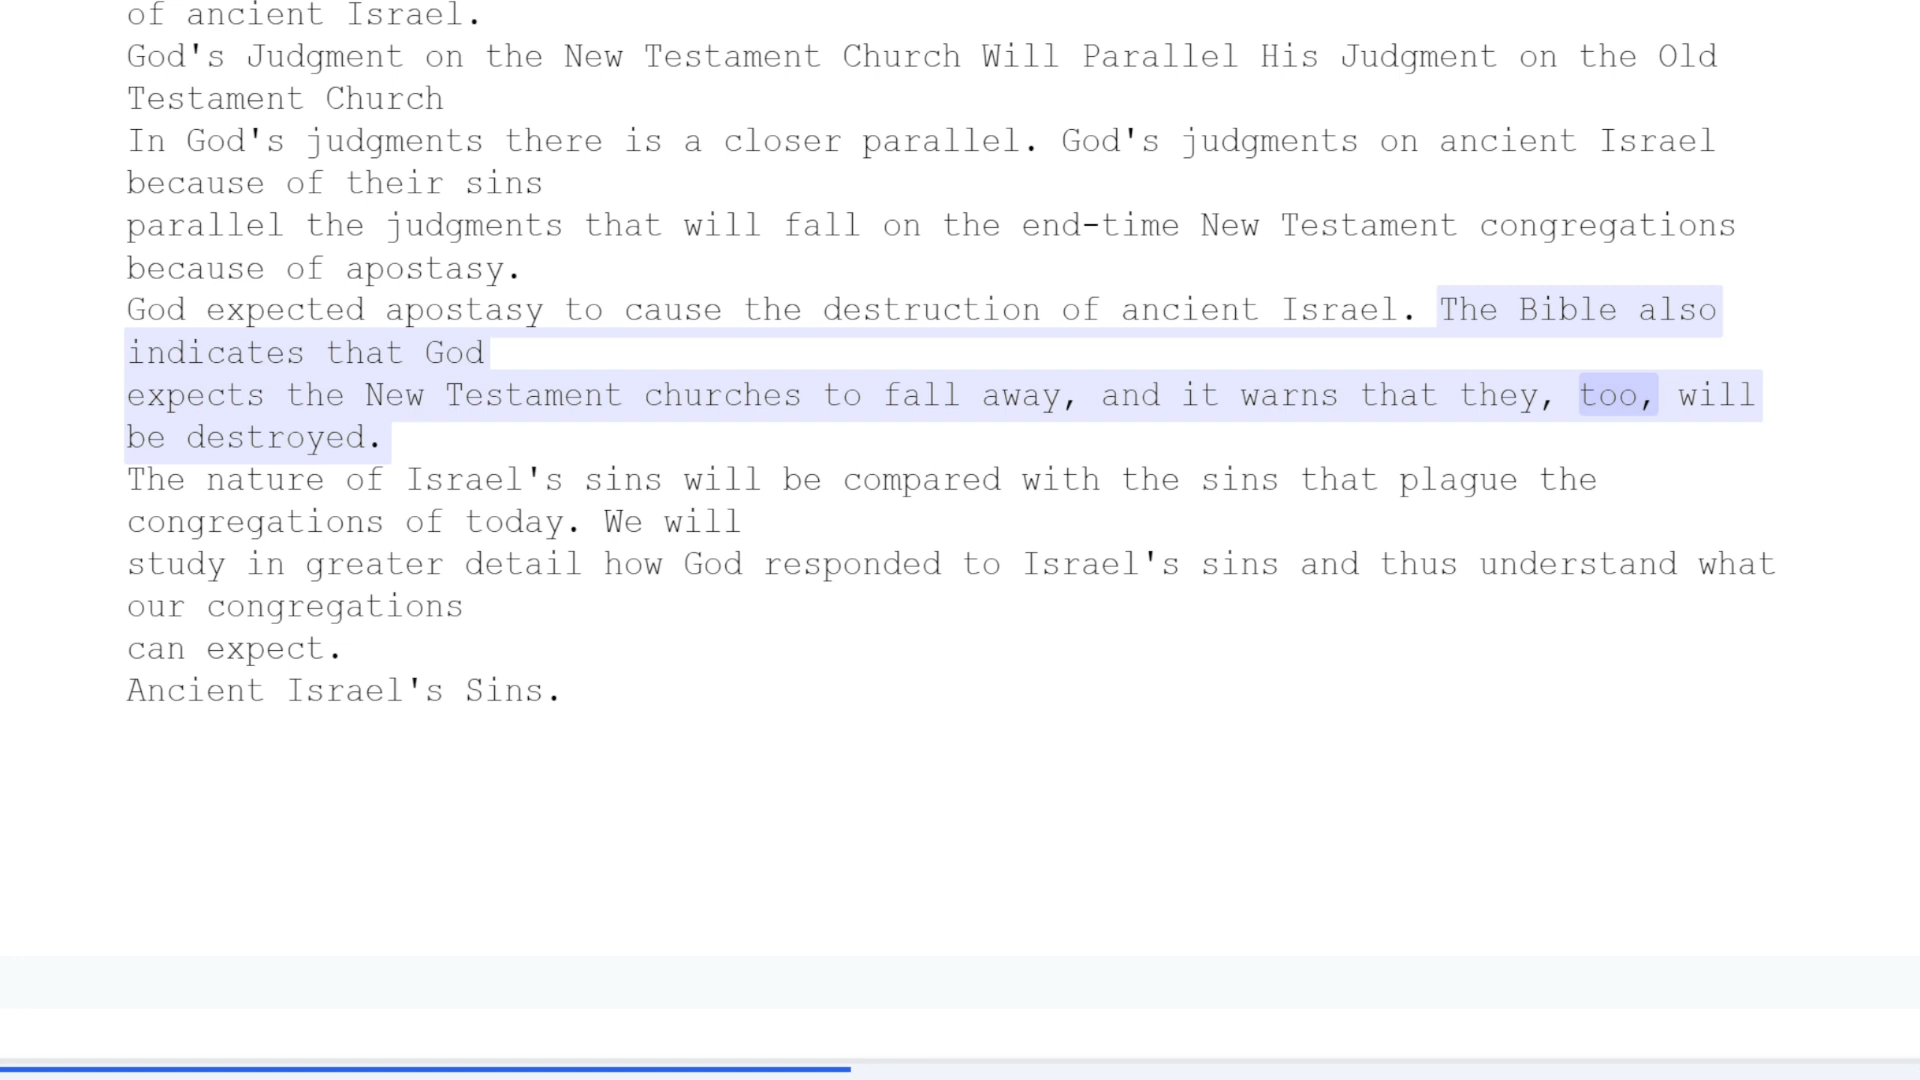 of ancient Israel.
God's Judgment on the New Testament Church Will Parallel His Judgment on the Old
Testament Church
In God's judgments there is a closer parallel. God's judgments on ancient Israel
because of their sins
parallel the judgments that will fall on the end-time New Testament congregations
because of apostasy.
God expected apostasy to cause the destruction of ancient Israel. The Bible also
indicates that God
expects the New Testament churches to fall away, and it warns that they, too, will
be destroyed.
The nature of Israel's sins will be compared with the sins that plague the
congregations of today. We will
study in greater detail how God responded to Israel's sins and thus understand what
our congregations
can expect.
Ancient Israel's Sins.